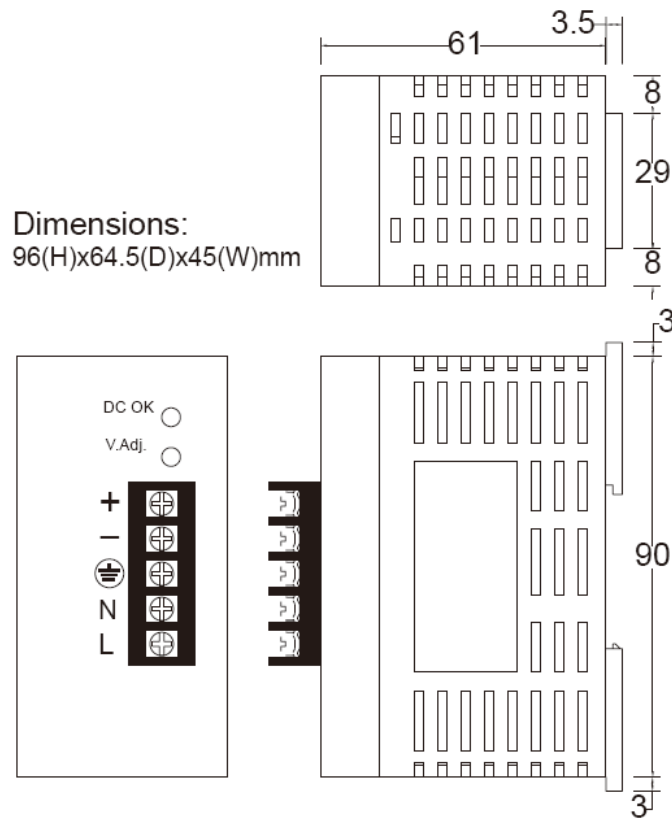 3.5
61
8
29
8
Dimensions:
96(H)x64.5(D)x45(W)mm
3
DC OK
V.Adj.
+
−
N
L
90
3